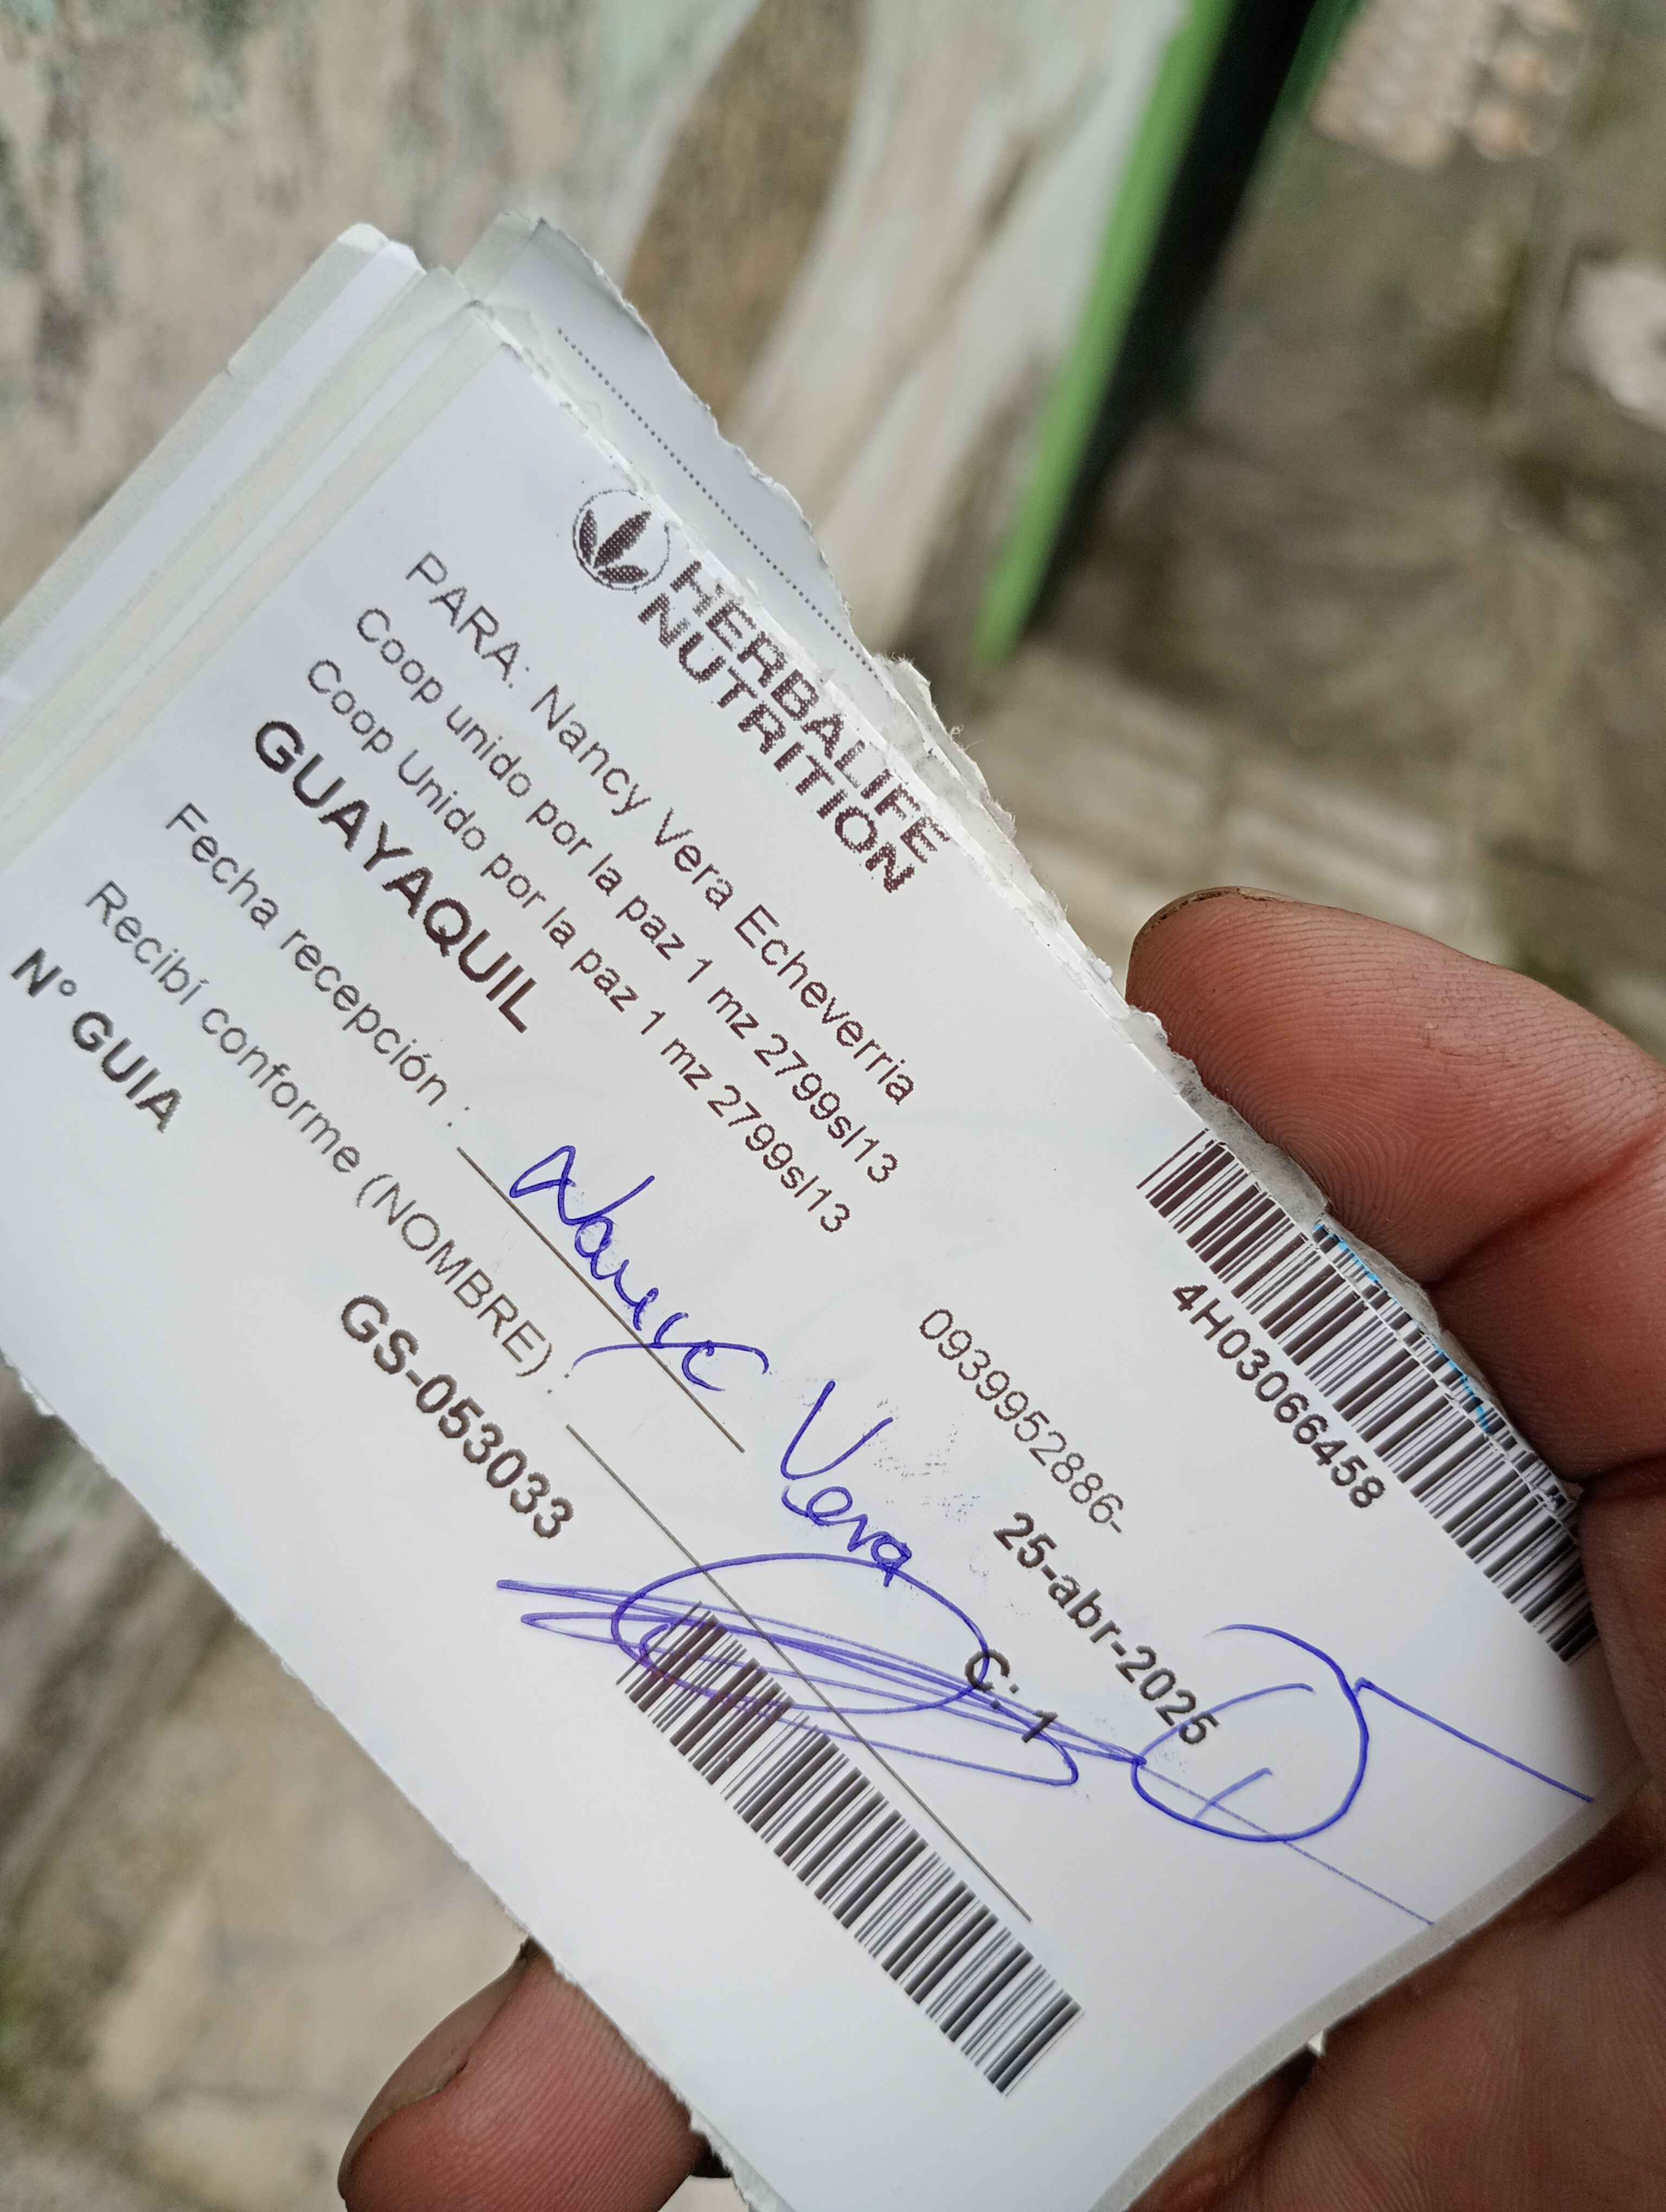 HERBALIFE
NUTRITION
4H03066458
PARA: Nancy Vera Echeverria
Coop unido por la paz 1 mz 2799sl13
Coop Unido por la paz 1 mz 2799sl13
0939952886-
GUAYAQUIL
25-abr-2025
Fecha recepción :
C: 1
Nancy Vera
Recibí conforme (NOMBRE) :
N° GUIA
GS-053033